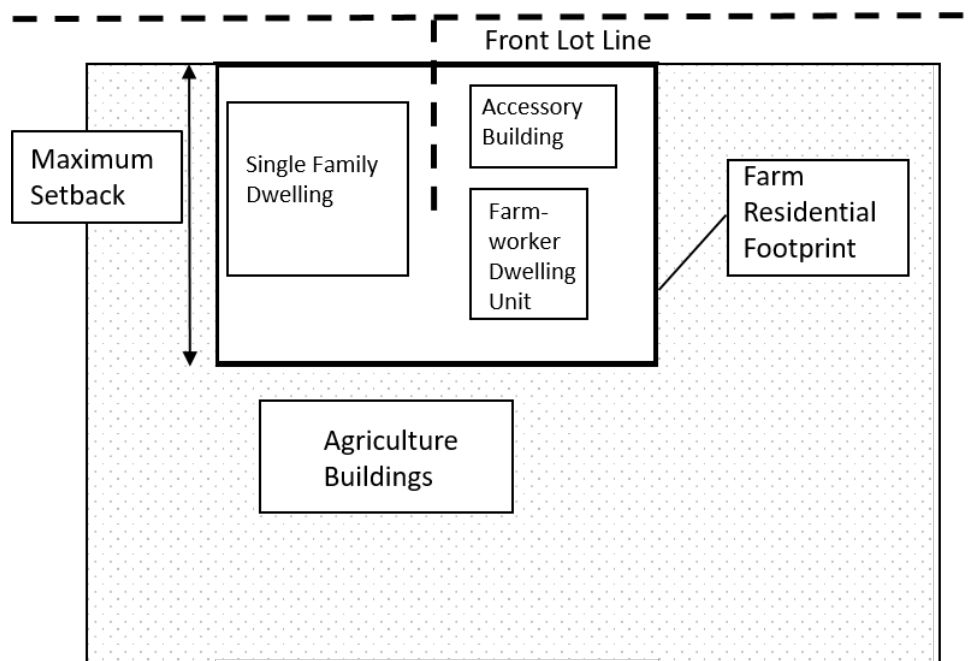 Front Lot Line
Maximum
Setback
Single Family
Dwelling
Accessory
Building
Farm-
worker
Dwelling
Unit
Farm
Residential
Footprint
Agriculture
Buildings